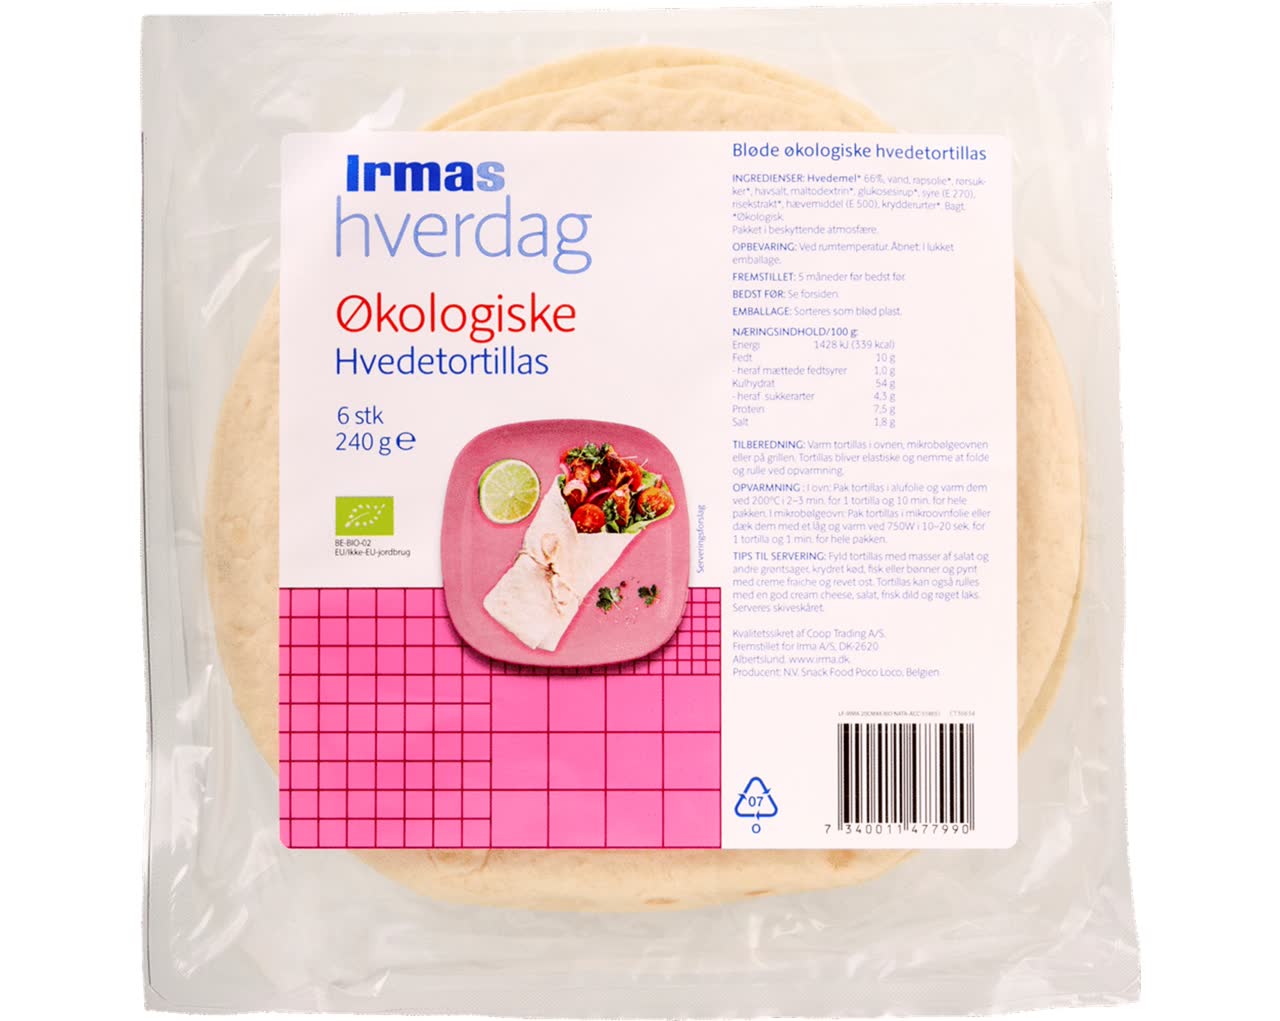 Irmas
hverdag
Økologiske
Hvedetortillas
6 stk
240 g ℮
BE-BIO-02
EU/Ikke-EU-jordbrug
Serveringsforslag
Bløde økologiske hvedetortillas
INGREDIENSER: Hvedemel* 66%, vand, rapsolie*, rørsuk-
ker*, havsalt, maltodextrin*, glukosesirup*, syre (E 270),
risekstrakt*, hævemiddel (E 500), krydderurter*. Bagt.
*Økologisk.
Pakket i beskyttende atmosfære.
OPBEVARING: Ved rumtemperatur. Åbnet: I lukket
emballage.
FREMSTILLET: 5 måneder før bedst før.
BEDST FØR: Se forsiden.
EMBALLAGE: Sorteres som blød plast.
NÆRINGSINDHOLD/100 g:
Energi 1428 kJ (339 kcal)
Fedt 10 g
- heraf mættede fedtsyrer 1,0 g
Kulhydrat 54 g
- heraf sukkerarter 4,3 g
Protein 7,5 g
Salt 1,8 g
TILBEREDNING: Varm tortillas i ovnen, mikrobølgeovnen
eller på grillen. Tortillas bliver elastiske og nemme at folde
og rulle ved opvarmning.
OPVARMNING : I ovn: Pak tortillas i alufolie og varm dem
ved 200°C i 2–3 min. for 1 tortilla og 10 min. for hele
pakken. I mikrobølgeovn: Pak tortillas i mikroovnfolie eller
dæk dem med et låg og varm ved 750W i 10–20 sek. for
1 tortilla og 1 min. for hele pakken.
TIPS TIL SERVERING: Fyld tortillas med masser af salat og
andre grøntsager, krydret kød, fisk eller bønner og pynt
med creme fraiche og revet ost. Tortillas kan også rulles
med en god cream cheese, salat, frisk dild og røget laks.
Serveres skiveskåret.
Kvalitetssikret af Coop Trading A/S.
Fremstillet for Irma A/S, DK-2620
Albertslund. www.irma.dk.
Producent: N.V. Snack Food Poco Loco, Belgien
07
O
7 340011 477990